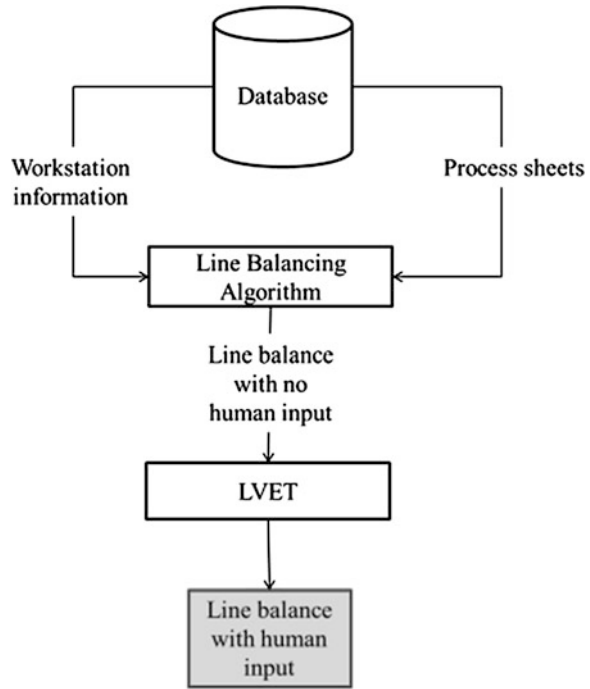 Database
Workstation
information
Process sheets
Line Balancing
Algorithm
Line balance
with no
human input
LVET
Line balance
with human
input